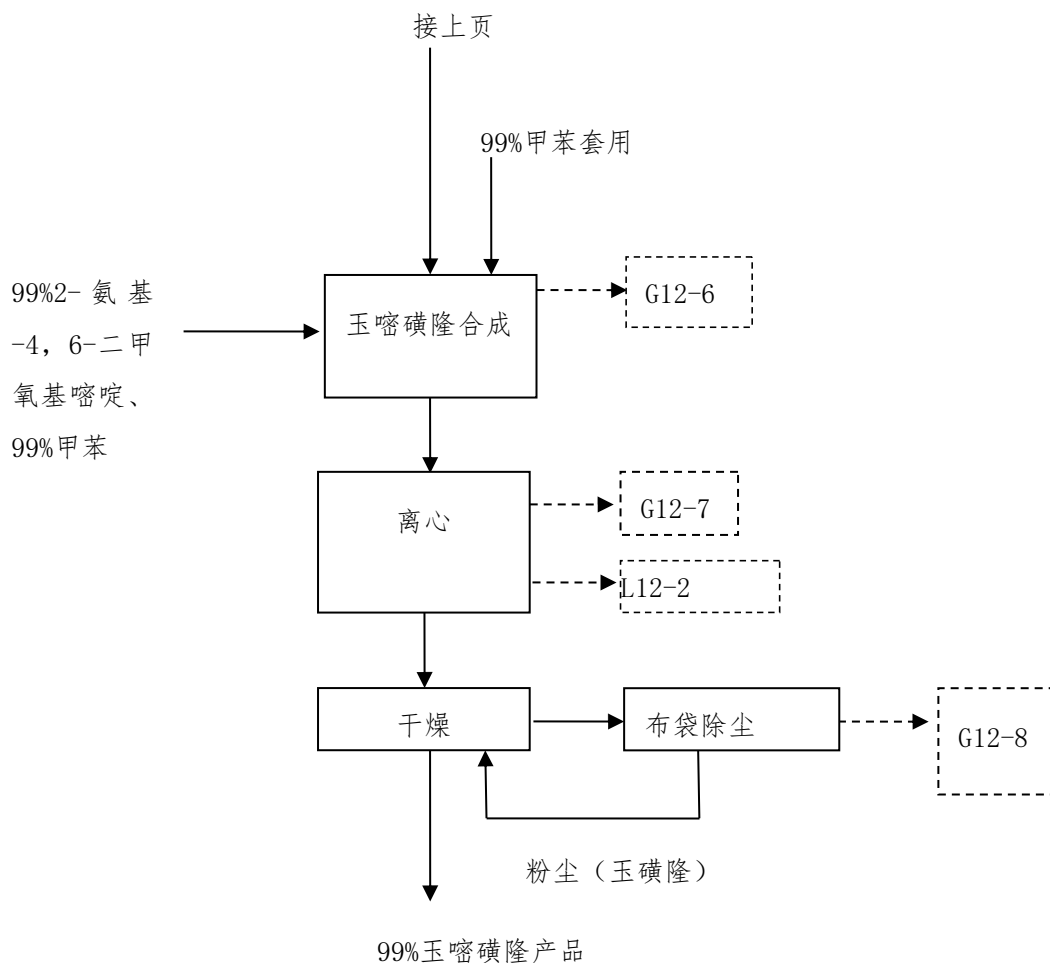 接上页
99%甲苯套用
99%2-氨基
-4，6-二甲
氧基嘧啶、
99%甲苯
玉嘧磺隆合成
G12-6
离心
G12-7
L12-2
干燥
布袋除尘
G12-8
粉尘（玉磺隆）
99%玉嘧磺隆产品